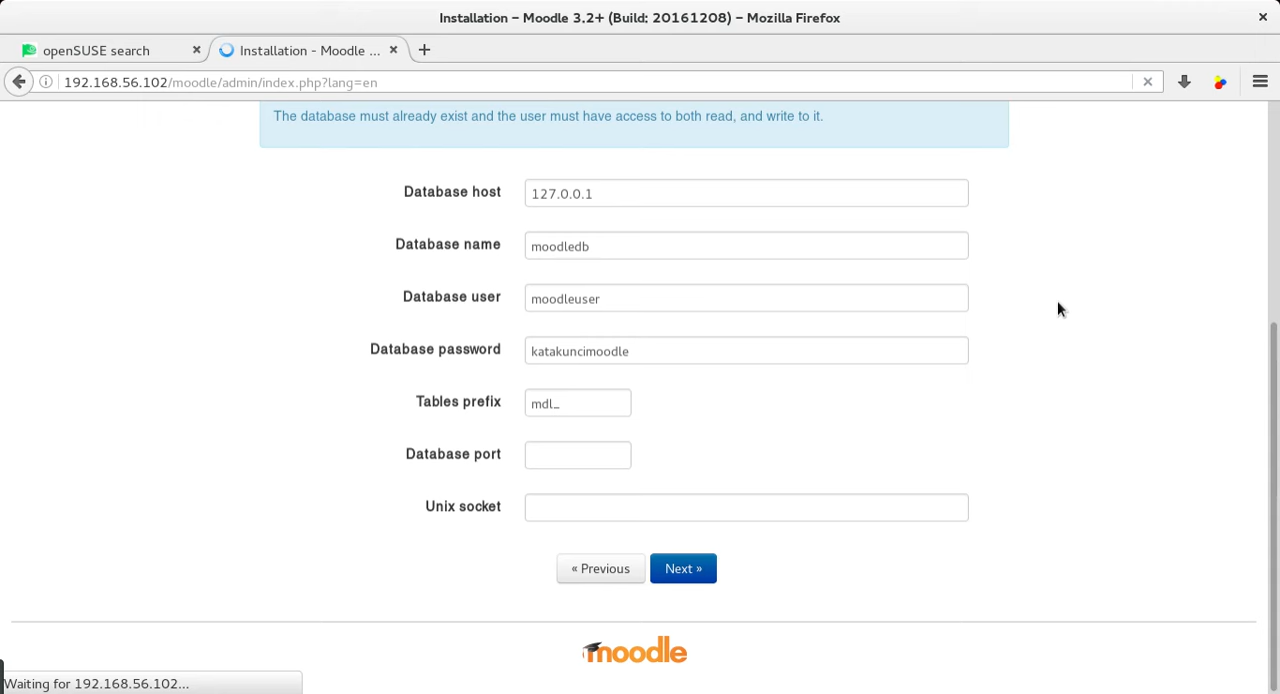 Installation – Moodle 3.2+ (Build: 20161208) – Mozilla Firefox
openSUSE search
Installation - Moodle ...
192.168.56.102/moodle/admin/index.php?lang=en
The database must already exist and the user must have access to both read, and write to it.
Database host 127.0.0.1
Database name moodledb
Database user moodleuser
Database password katakuncimoodle
Tables prefix mdl_
Database port
Unix socket
« Previous Next »
moodle
Waiting for 192.168.56.102...